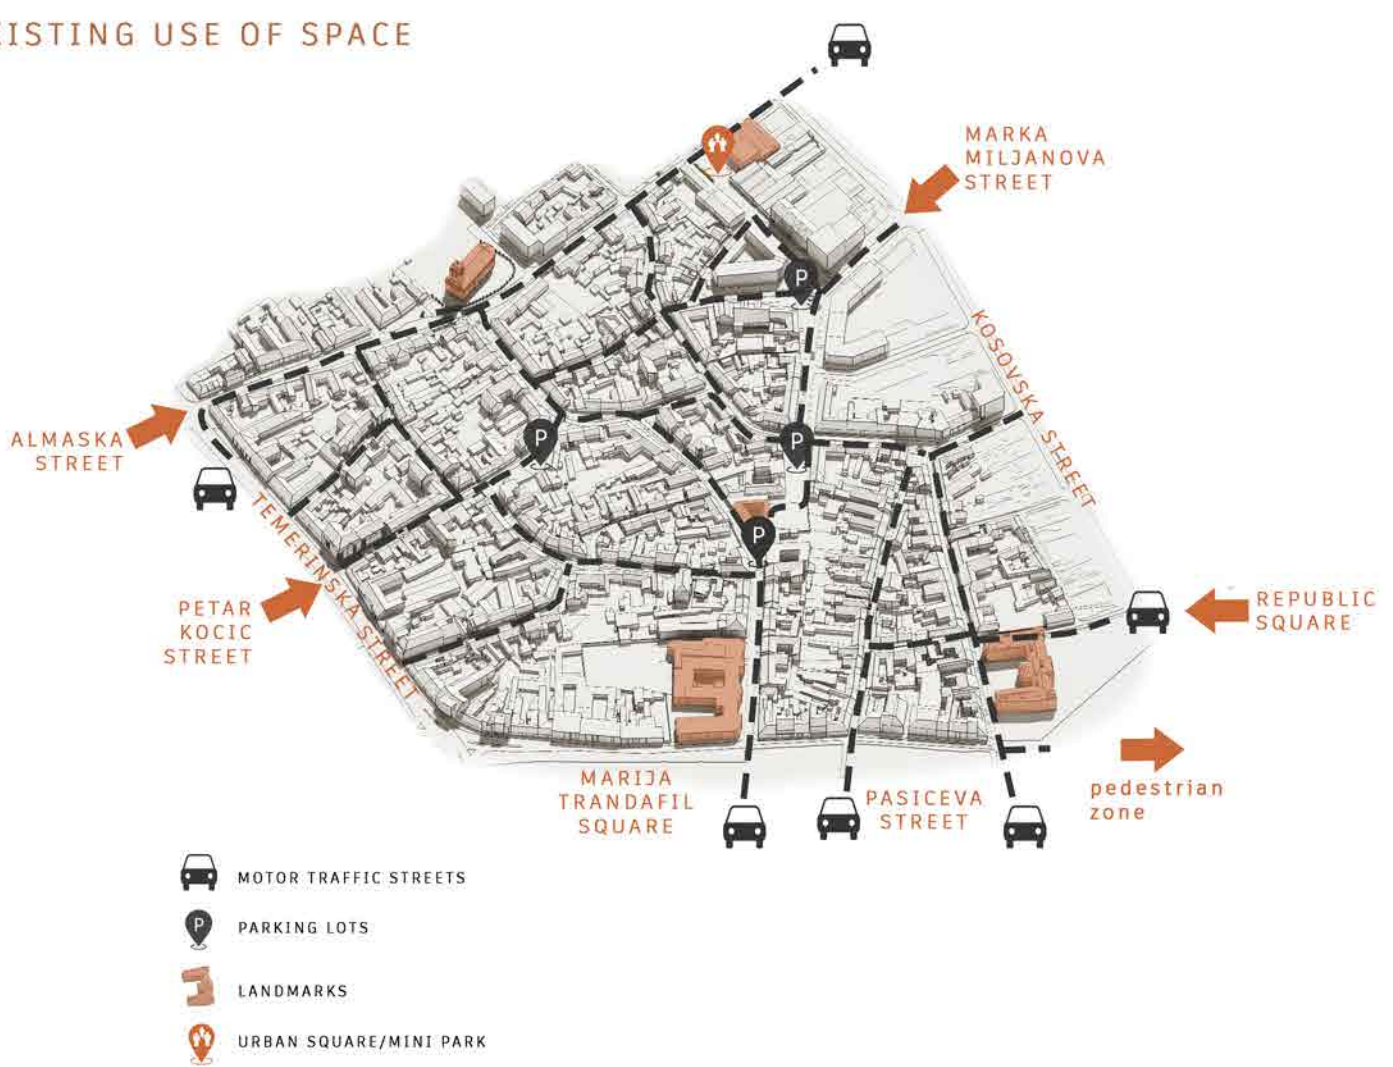 ISTING USE OF SPACE
MARKA
MILJANOVA
STREET
KOSOVSKA STREET
ALMASKA
STREET
TEMERINSKA STREET
PETAR
KOCIC
STREET
REPUBLIC
SQUARE
P
P
P
P
MARIJA
TRANDAFIL
SQUARE
PASICEVA
STREET
pedestrian
zone
MOTOR TRAFFIC STREETS
P
PARKING LOTS
LANDMARKS
URBAN SQUARE/MINI PARK